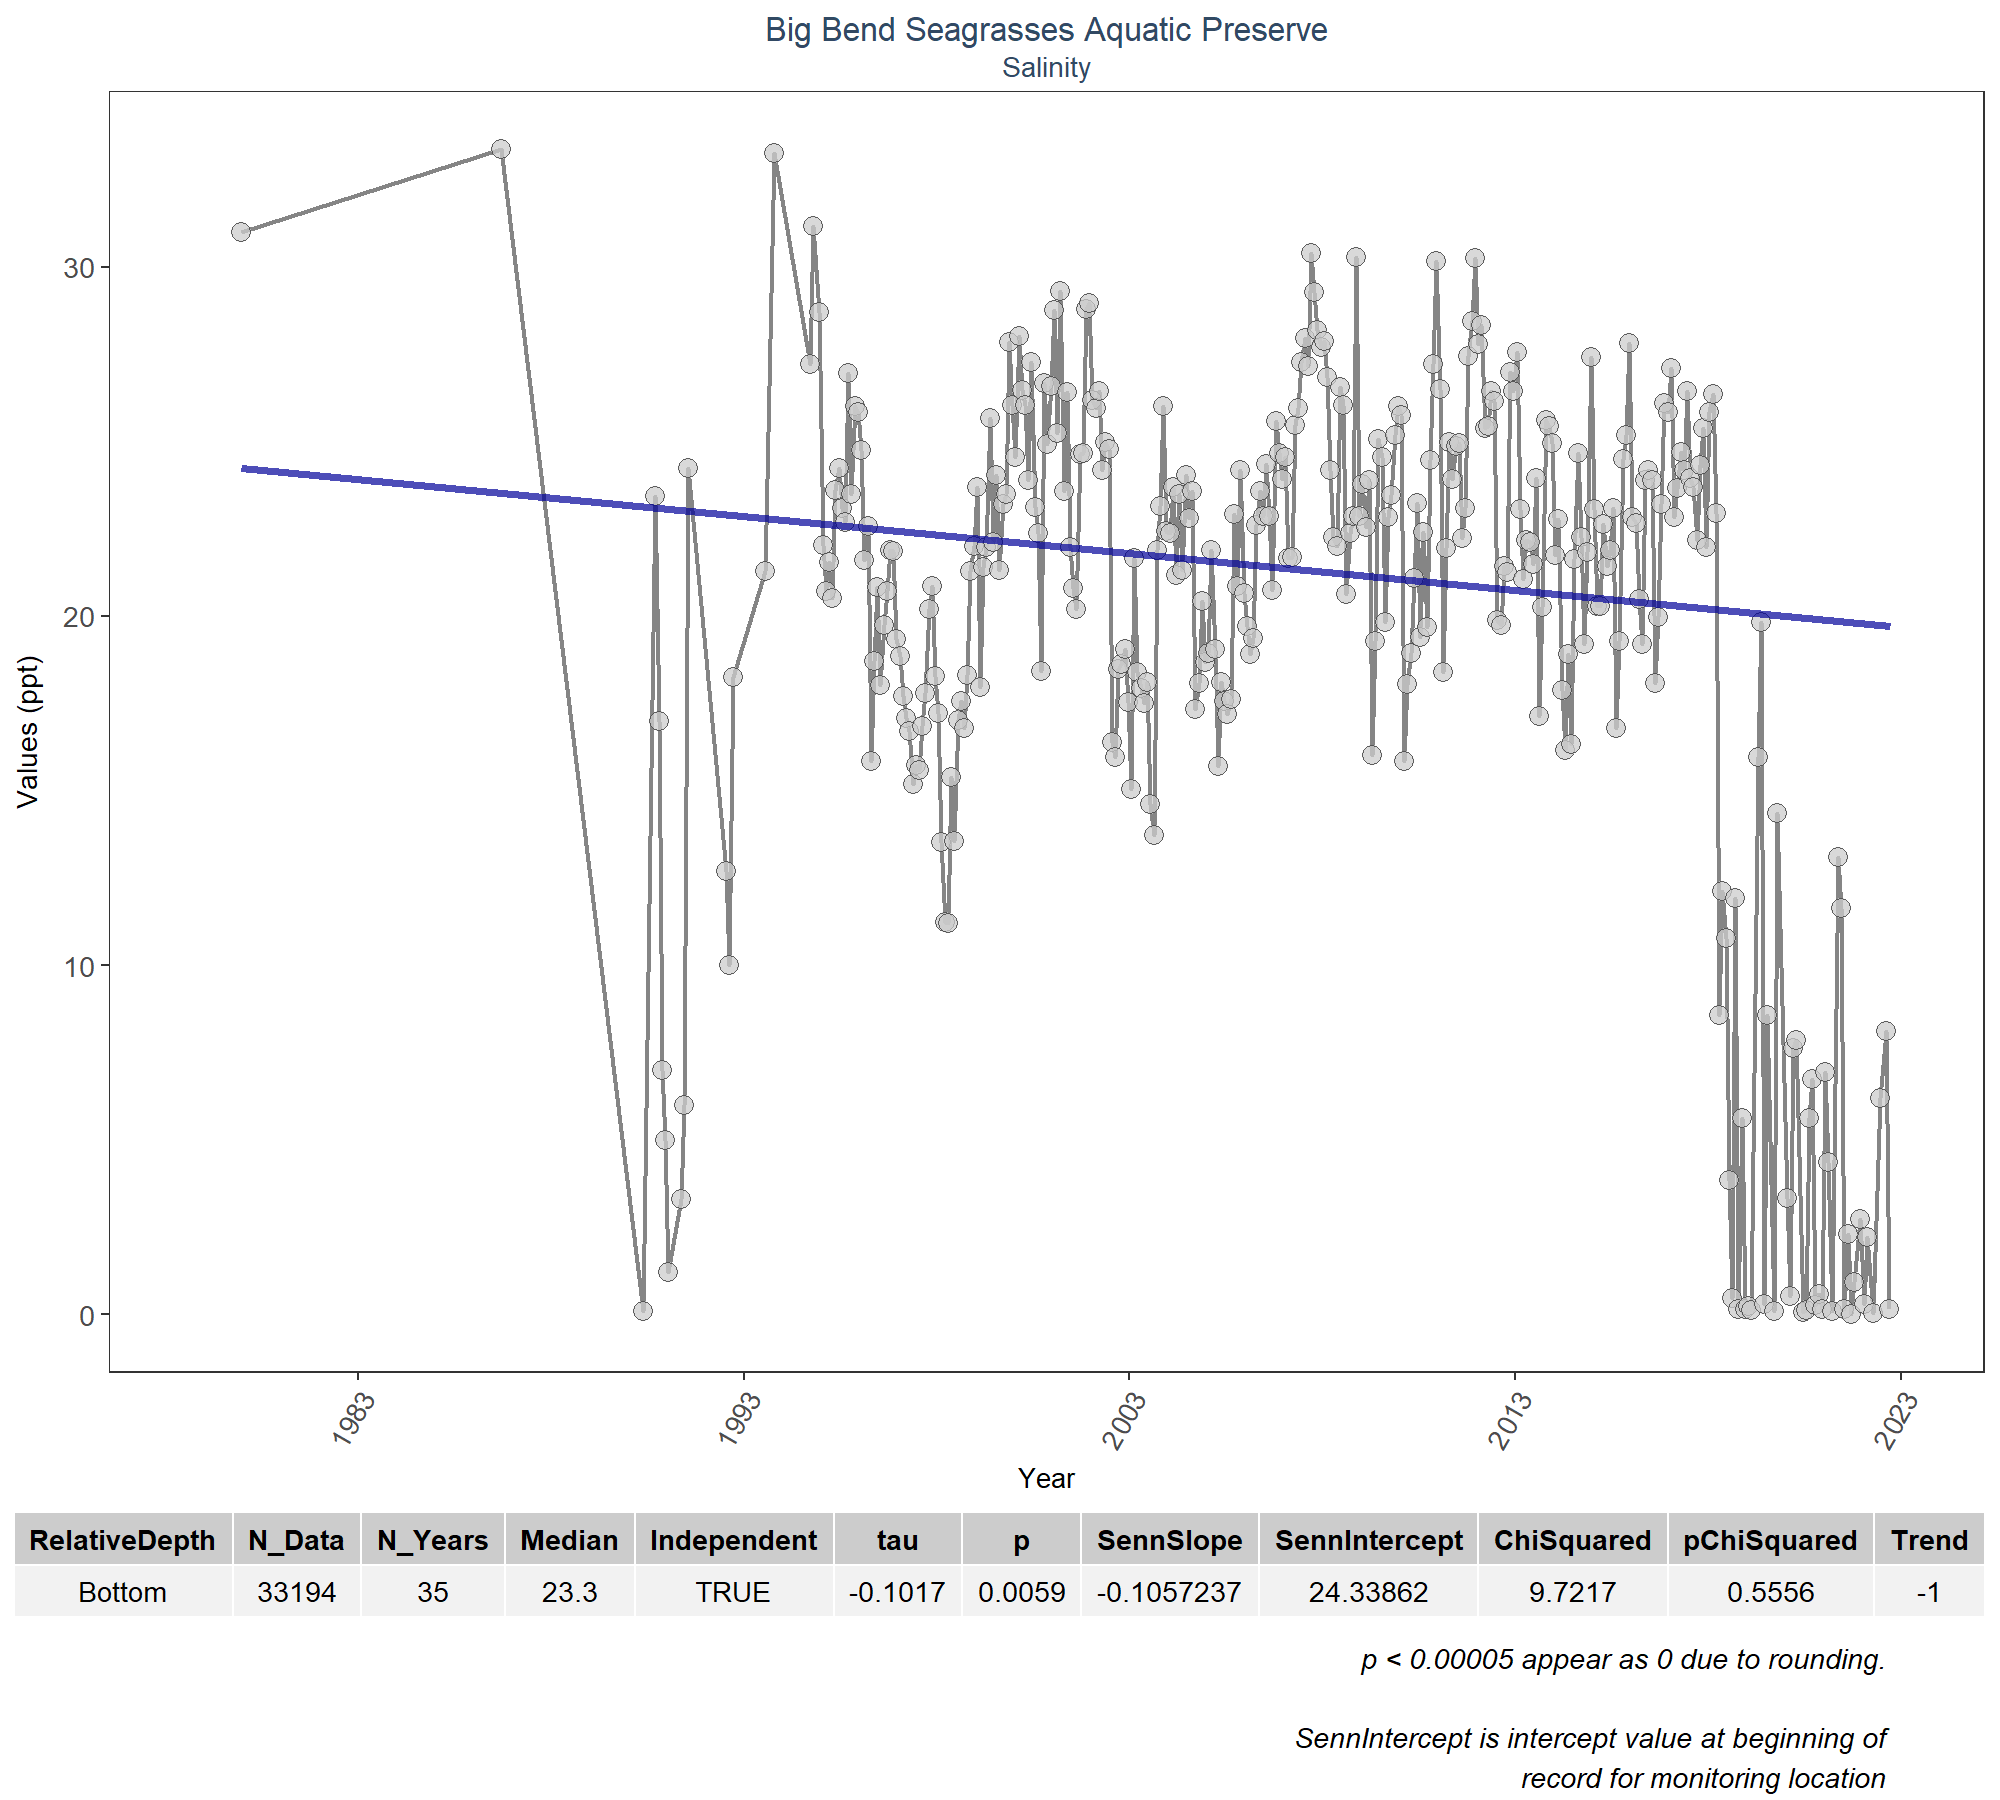 Big Bend Seagrasses Aquatic Preserve
Salinity
Values (ppt)
30
20
10
0
1983
1993
2003
2013
2023
Year
RelativeDepth N_Data N_Years Median Independent tau p SennSlope SennIntercept ChiSquared pChiSquared Trend
Bottom 33194 35 23.3 TRUE -0.1017 0.0059 -0.1057237 24.33862 9.7217 0.5556 -1
p < 0.00005 appear as 0 due to rounding.
SennIntercept is intercept value at beginning of
record for monitoring location